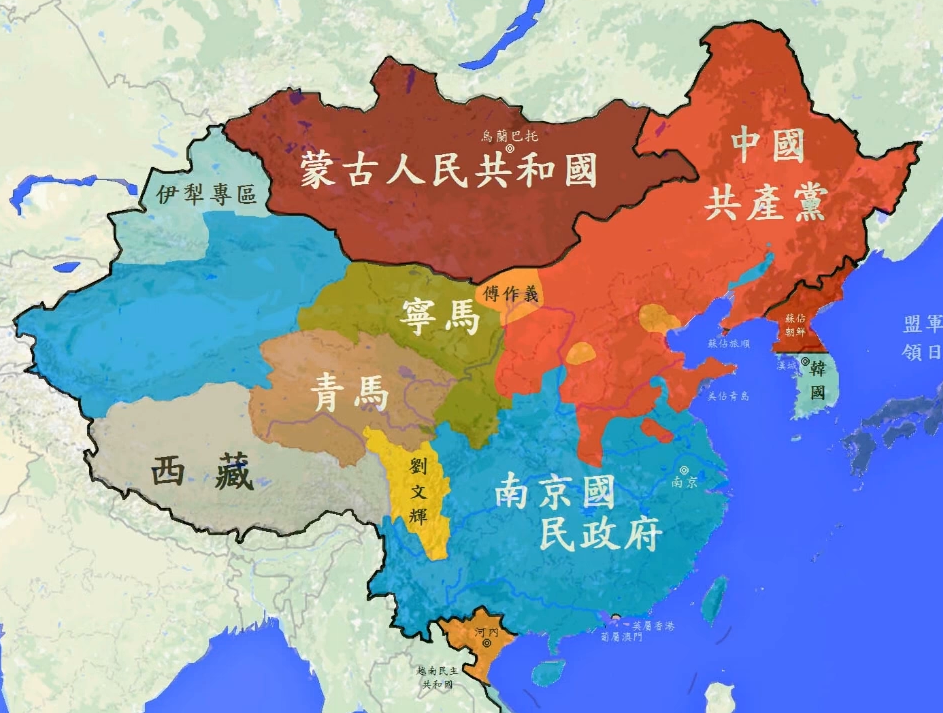 烏蘭巴托
蒙古人民共和國
中國
共產黨
伊犁專區
傅作義
寧馬
蘇佔
朝鮮
盟軍
領日
蘇佔旅順
漢城
韓
國
青馬
美佔青島
西藏
劉
文
輝
南京國
民政府
南京
英屬香港
葡屬澳門
河內
越南民主
共和國